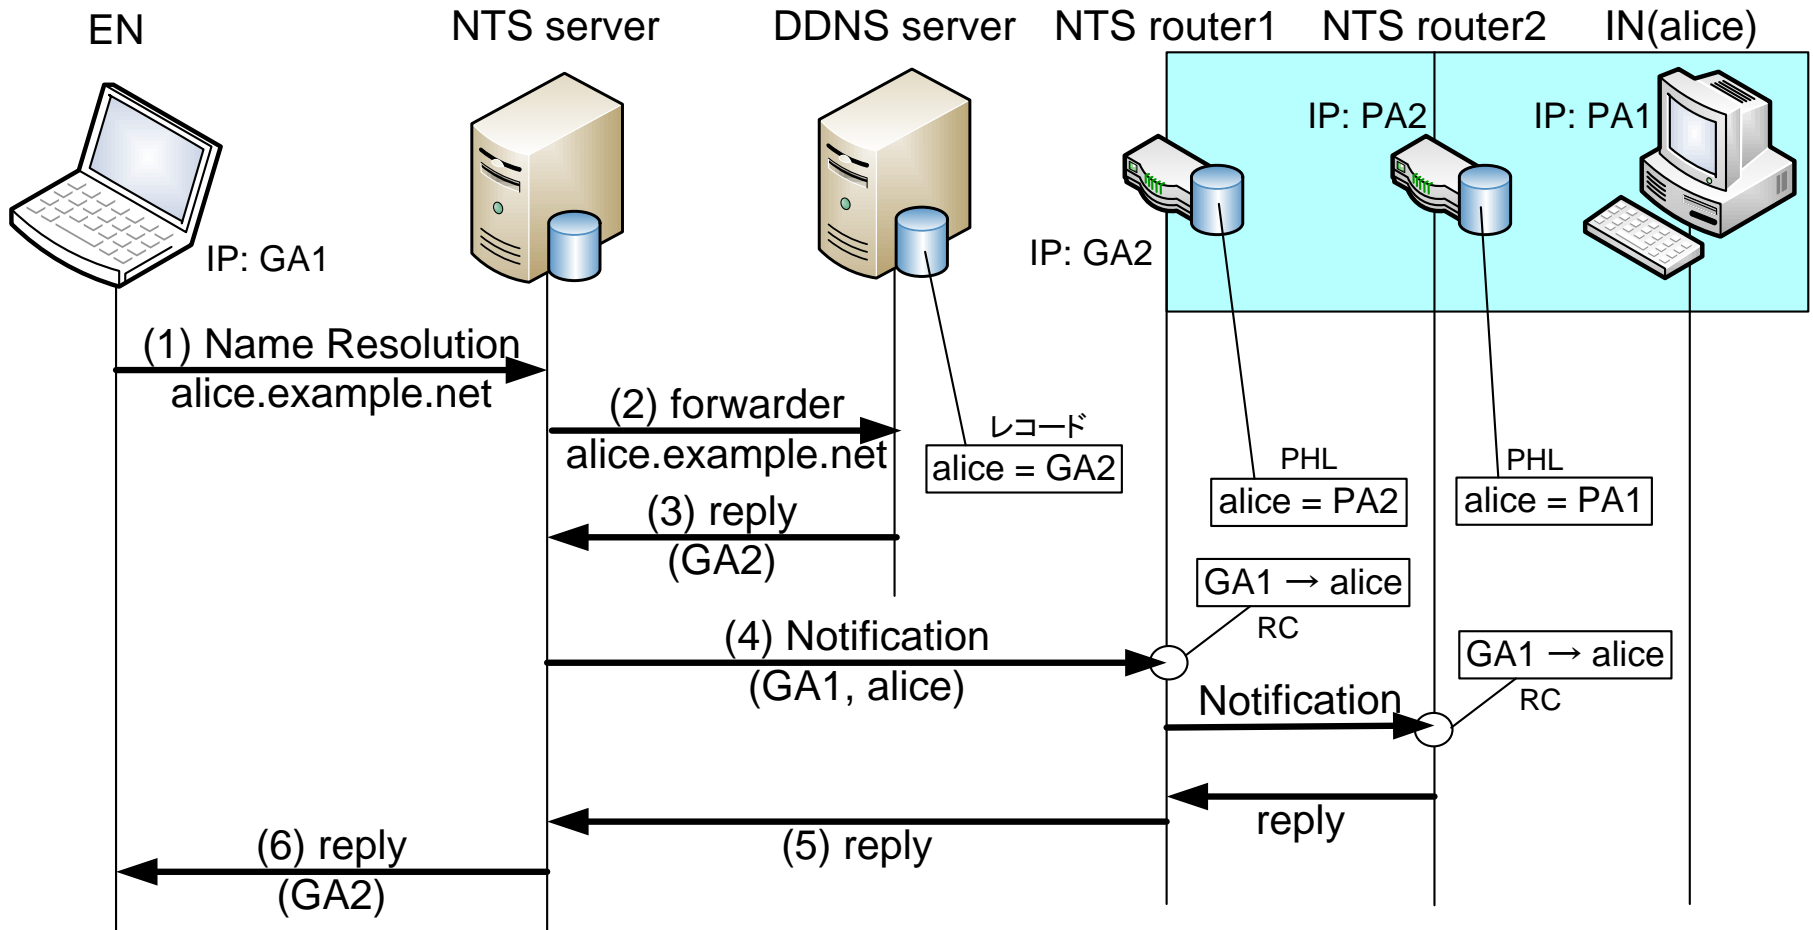 EN
NTS server
DDNS server
NTS router1
NTS router2
IN(alice)
IP: PA2
IP: PA1
IP: GA1
IP: GA2
(1) Name Resolution
alice.example.net
(2) forwarder
alice.example.net
レコード
alice = GA2
PHL
alice = PA2
PHL
alice = PA1
(3) reply
(GA2)
GA1 → alice
RC
(4) Notification
(GA1, alice)
GA1 → alice
RC
Notification
reply
(5) reply
(6) reply
(GA2)